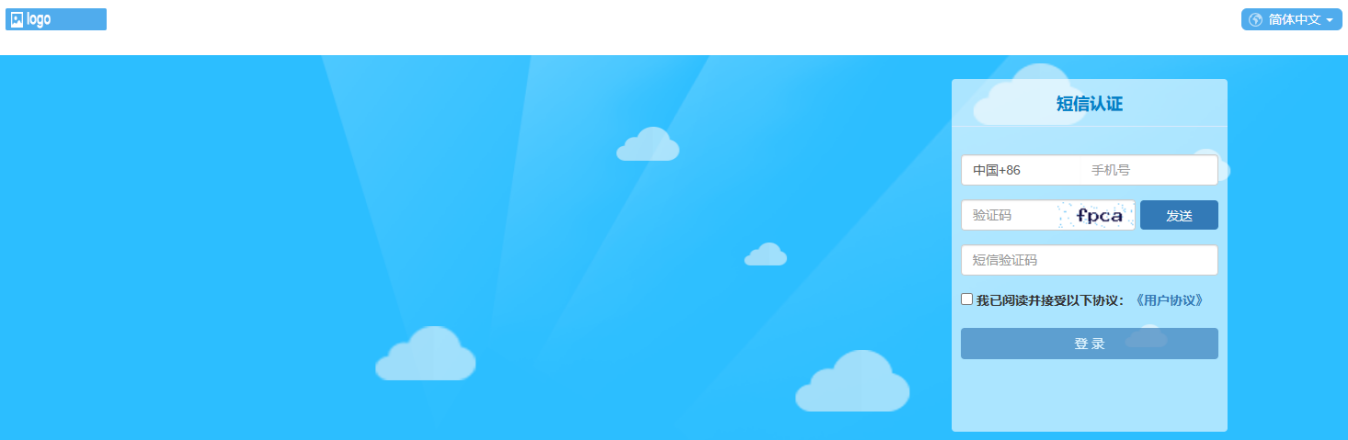 logo
简体中文
短信认证
中国+86 手机号
验证码 fpca 发送
短信验证码
我已阅读并接受以下协议：《用户协议》
登 录